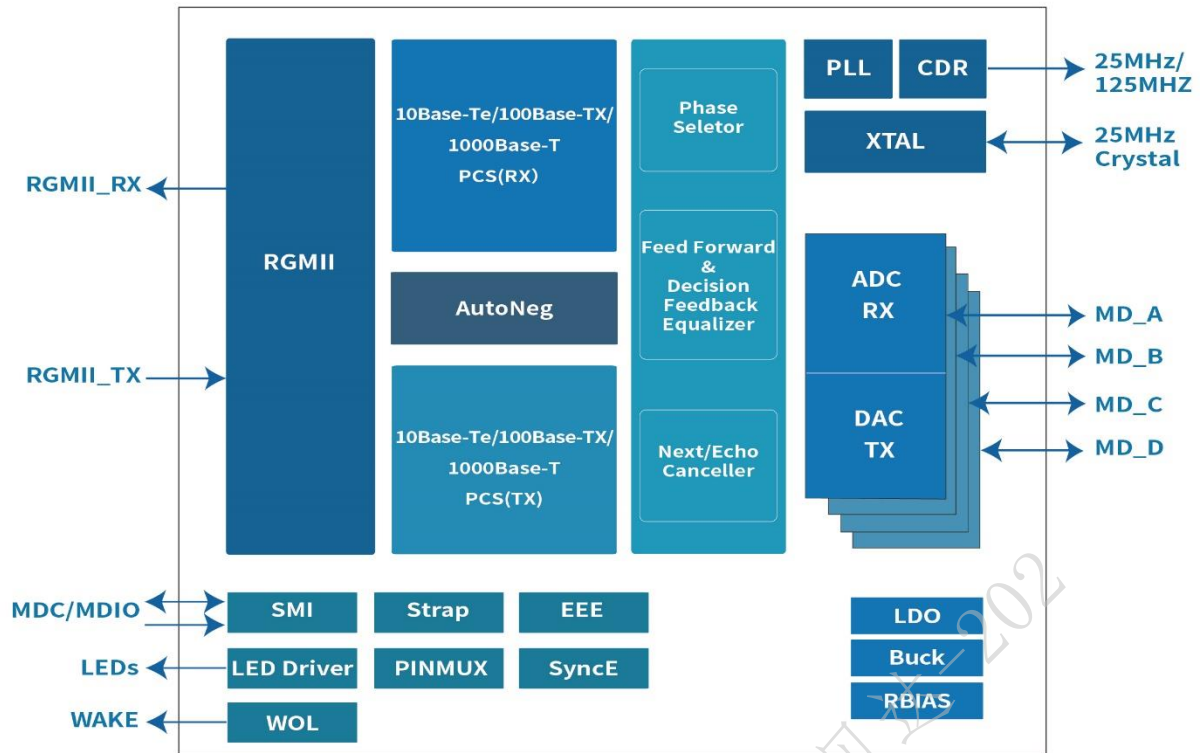 PLL
CDR
25MHz/
125MHZ
XTAL
25MHz
Crystal
10Base-Te/100Base-TX/
1000Base-T
PCS(RX)
Phase
Seletor
RGMII_RX
RGMII
Feed Forward
&
Decision
Feedback
Equalizer
AutoNeg
ADC
RX
MD_A
MD_B
MD_C
MD_D
RGMII_TX
DAC
TX
10Base-Te/100Base-TX/
1000Base-T
PCS(TX)
Next/Echo
Canceller
MDC/MDIO
SMI
Strap
EEE
LDO
LEDs
LED Driver
PINMUX
SyncE
Buck
WAKE
WOL
RBIAS
-202